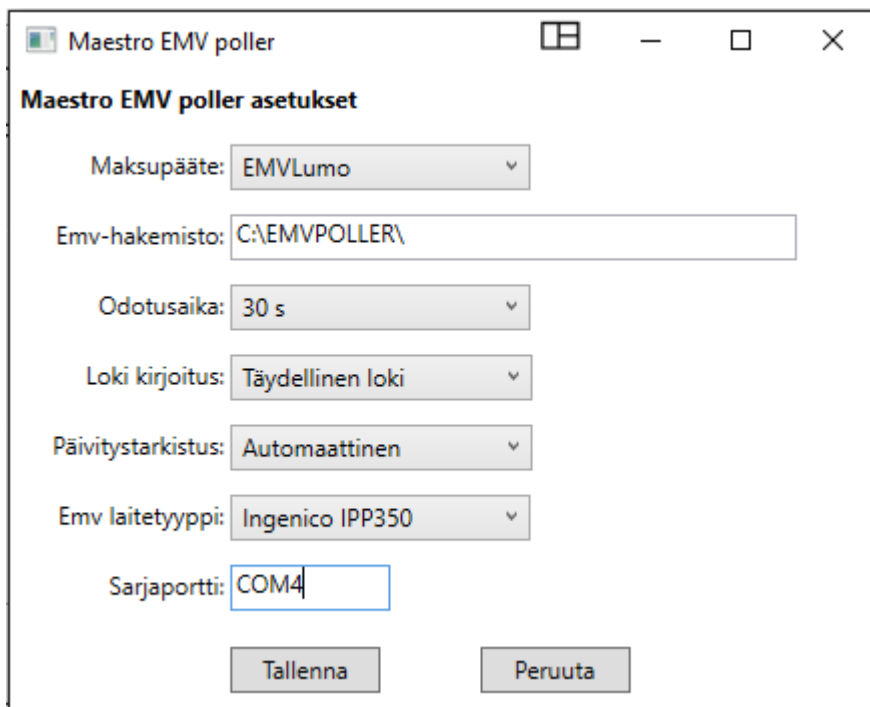 Maestro EMV poller
Maestro EMV poller asetukset
Maksupääte: EMVLumo
Emv-hakemisto: C:\EMVPOLLER\
Odotusaika: 30 s
Loki kirjoitus: Täydellinen loki
Päivitystarkistus: Automaattinen
Emv laitetyyppi: Ingenico IPP350
Sarjaportti: COM4
Tallenna Peruuta